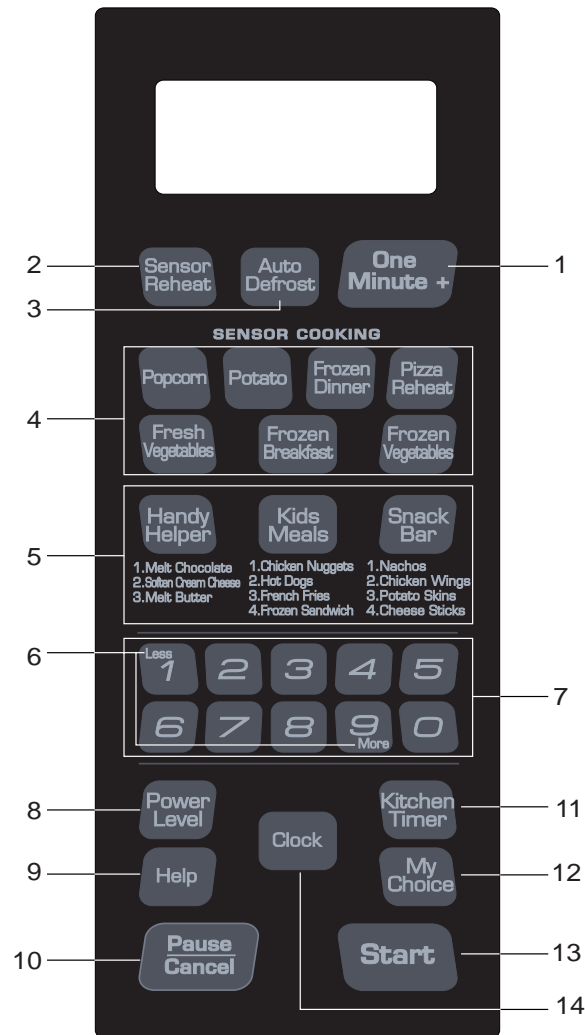 One
Minute +
1
2
Sensor
Reheat
Auto
Defrost
3
SENSOR COOKING
Popcorn
Potato
Frozen
Dinner
Pizza
Reheat
4
Fresh
Vegetables
Frozen
Breakfast
Frozen
Vegetables
5
Handy
Helper
Kids
Meals
Snack
Bar
1.Melt Chocolate
2.Soften Cream Cheese
3.Melt Butter
1.Chicken Nuggets
2.Hot Dogs
3.French Fries
4.Frozen Sandwich
1.Nachos
2.Chicken Wings
3.Potato Skins
4.Cheese Sticks
6
Less
1
2
3
4
5
7
6
7
8
9
More
0
8
Power
Level
Clock
Kitchen
Timer
11
9
Help
My
Choice
12
10
Pause
Cancel
Start
13
14